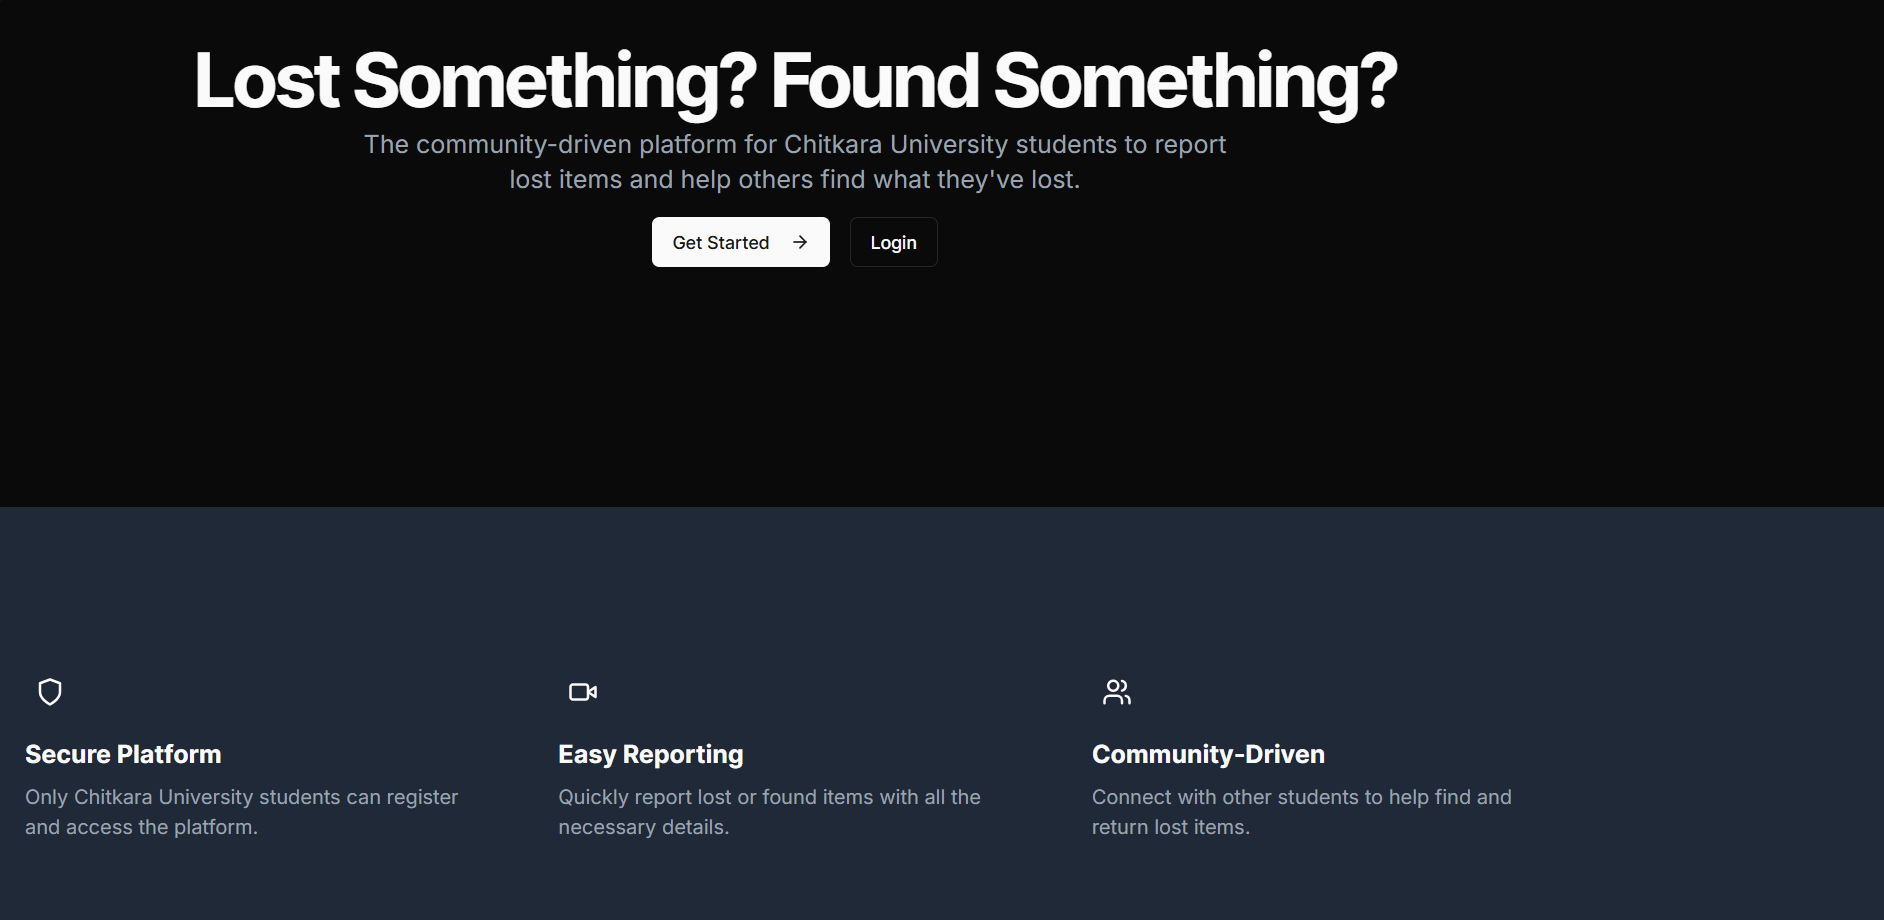 Lost Something? Found Something?
The community-driven platform for Chitkara University students to report
lost items and help others find what they've lost.
Get Started
Login
Secure Platform
Only Chitkara University students can register
and access the platform.
Easy Reporting
Quickly report lost or found items with all the
necessary details.
Community-Driven
Connect with other students to help find and
return lost items.